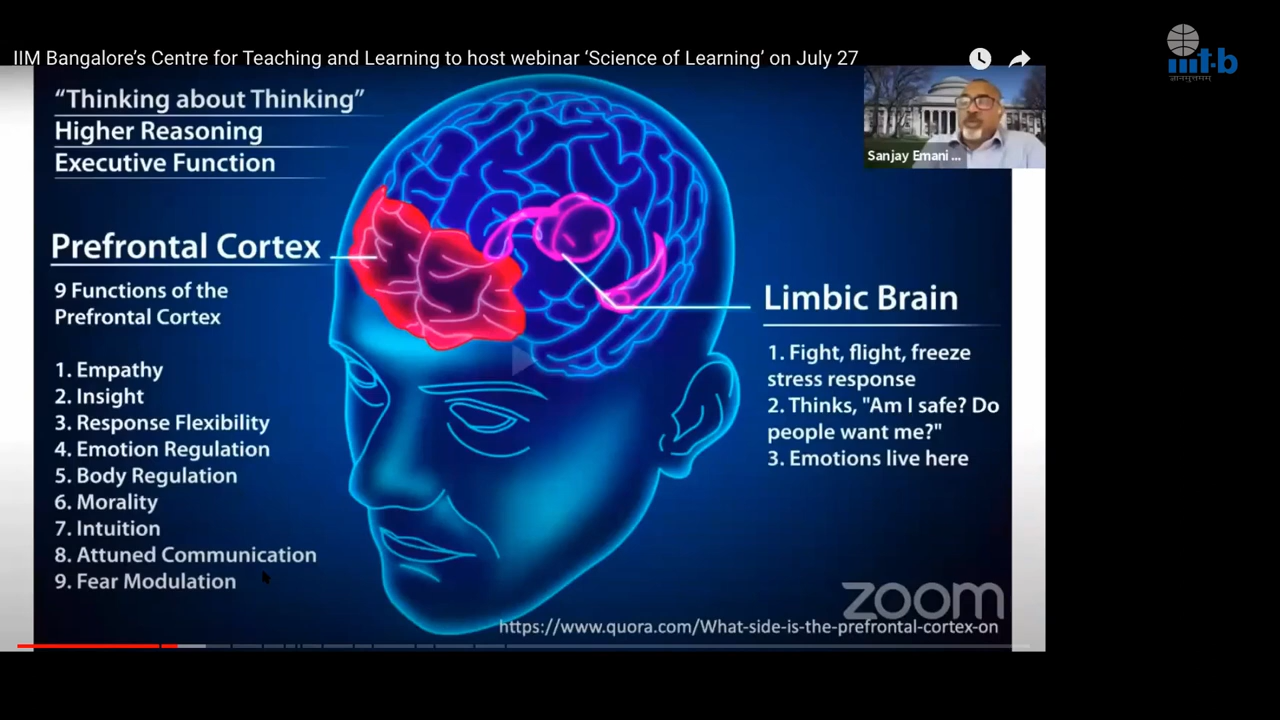 IIM Bangalore’s Centre for Teaching and Learning to host webinar ‘Science of Learning’ on July 27
iiit-b
ज्ञानमुत्तमम्
“Thinking about Thinking”
Higher Reasoning
Executive Function
Sanjay Emani ...
Prefrontal Cortex
9 Functions of the
Prefrontal Cortex
1. Empathy
2. Insight
3. Response Flexibility
4. Emotion Regulation
5. Body Regulation
6. Morality
7. Intuition
8. Attuned Communication
9. Fear Modulation
Limbic Brain
1. Fight, flight, freeze
stress response
2. Thinks, "Am I safe? Do
people want me?"
3. Emotions live here
zoom
https://www.quora.com/What-side-is-the-prefrontal-cortex-on